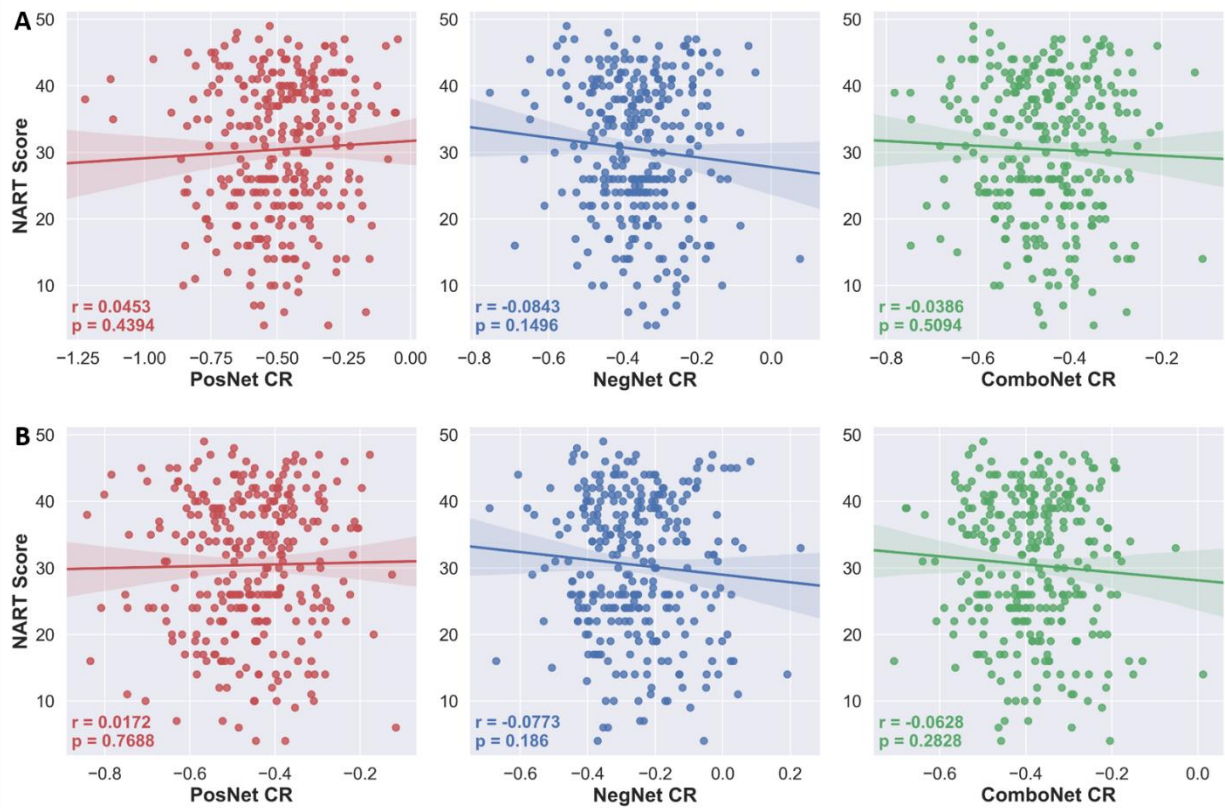 A
50
40
30
20
10
NART Score
r = 0.0453
p = 0.4394
−1.25 −1.00 −0.75 −0.50 −0.25 0.00
PosNet CR
50
40
30
20
10
r = -0.0843
p = 0.1496
−0.8 −0.6 −0.4 −0.2 0.0
NegNet CR
50
40
30
20
10
r = -0.0386
p = 0.5094
−0.8 −0.6 −0.4 −0.2
ComboNet CR
B
50
40
30
20
10
NART Score
r = 0.0172
p = 0.7688
−0.8 −0.6 −0.4 −0.2
PosNet CR
50
40
30
20
10
r = -0.0773
p = 0.186
−0.6 −0.4 −0.2 0.0 0.2
NegNet CR
50
40
30
20
10
r = -0.0628
p = 0.2828
−0.6 −0.4 −0.2 0.0
ComboNet CR